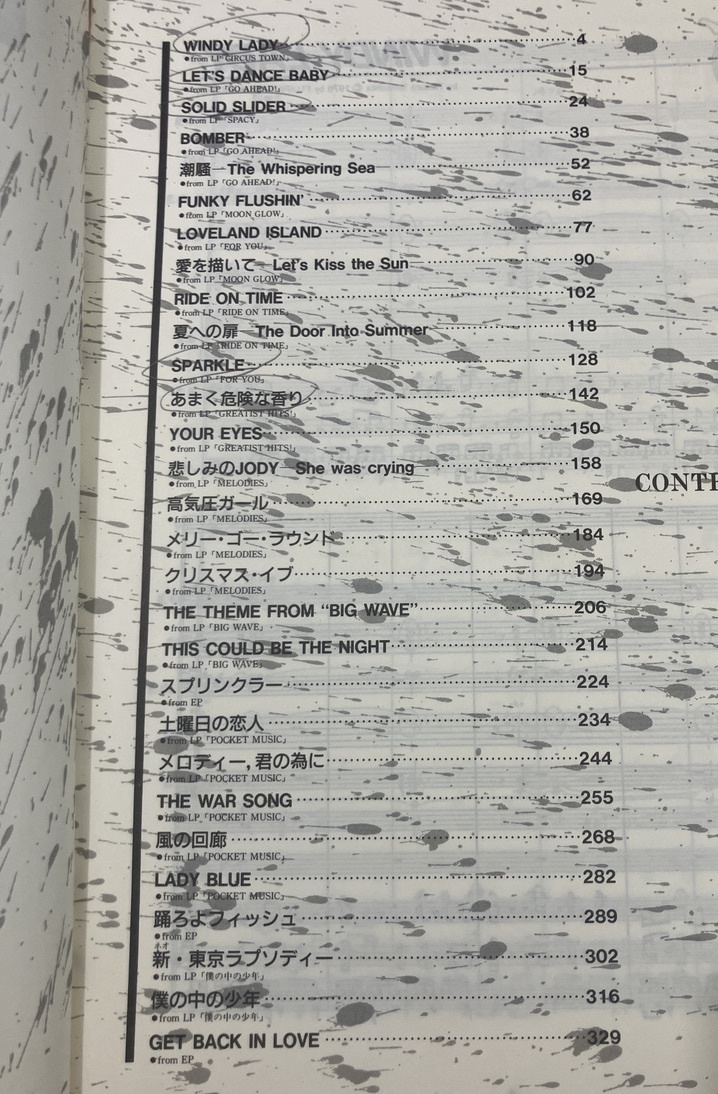 WINDY LADY 4
●from LP「CIRCUS TOWN」
LET'S DANCE BABY 15
●from LP「GO AHEAD!」
SOLID SLIDER 24
●from LP「SPACY」
BOMBER 38
●from LP「GO AHEAD!」
潮騒—The Whispering Sea 52
●from LP「GO AHEAD!」
FUNKY FLUSHIN' 62
●from LP「MOON GLOW」
LOVELAND ISLAND 77
●from LP「FOR YOU」
愛を描いて—Let's Kiss the Sun 90
●from LP「MOON GLOW」
RIDE ON TIME 102
●from LP「RIDE ON TIME」
夏への扉—The Door Into Summer 118
●from LP「RIDE ON TIME」
SPARKLE 128
●from LP「FOR YOU」
あまく危険な香り 142
●from LP「GREATIST HITS!」
YOUR EYES 150
●from LP「GREATIST HITS!」
悲しみのJODY—She was crying 158
●from LP「MELODIES」
CONTE
高気圧ガール 169
●from LP「MELODIES」
メリー・ゴー・ラウンド 184
●from LP「MELODIES」
クリスマス・イブ 194
●from LP「MELODIES」
THE THEME FROM “BIG WAVE” 206
●from LP「BIG WAVE」
THIS COULD BE THE NIGHT 214
●from LP「BIG WAVE」
スプリンクラー 224
●from EP
土曜日の恋人 234
●from LP「POCKET MUSIC」
メロディー,君の為に 244
●from LP「POCKET MUSIC」
THE WAR SONG 255
●from LP「POCKET MUSIC」
風の回廊 268
●from LP「POCKET MUSIC」
LADY BLUE 282
●from LP「POCKET MUSIC」
踊ろよフィッシュ 289
●from EP
ネオ
新・東京ラプソディー 302
●from LP「僕の中の少年」
僕の中の少年 316
●from LP「僕の中の少年」
GET BACK IN LOVE 329
●from EP